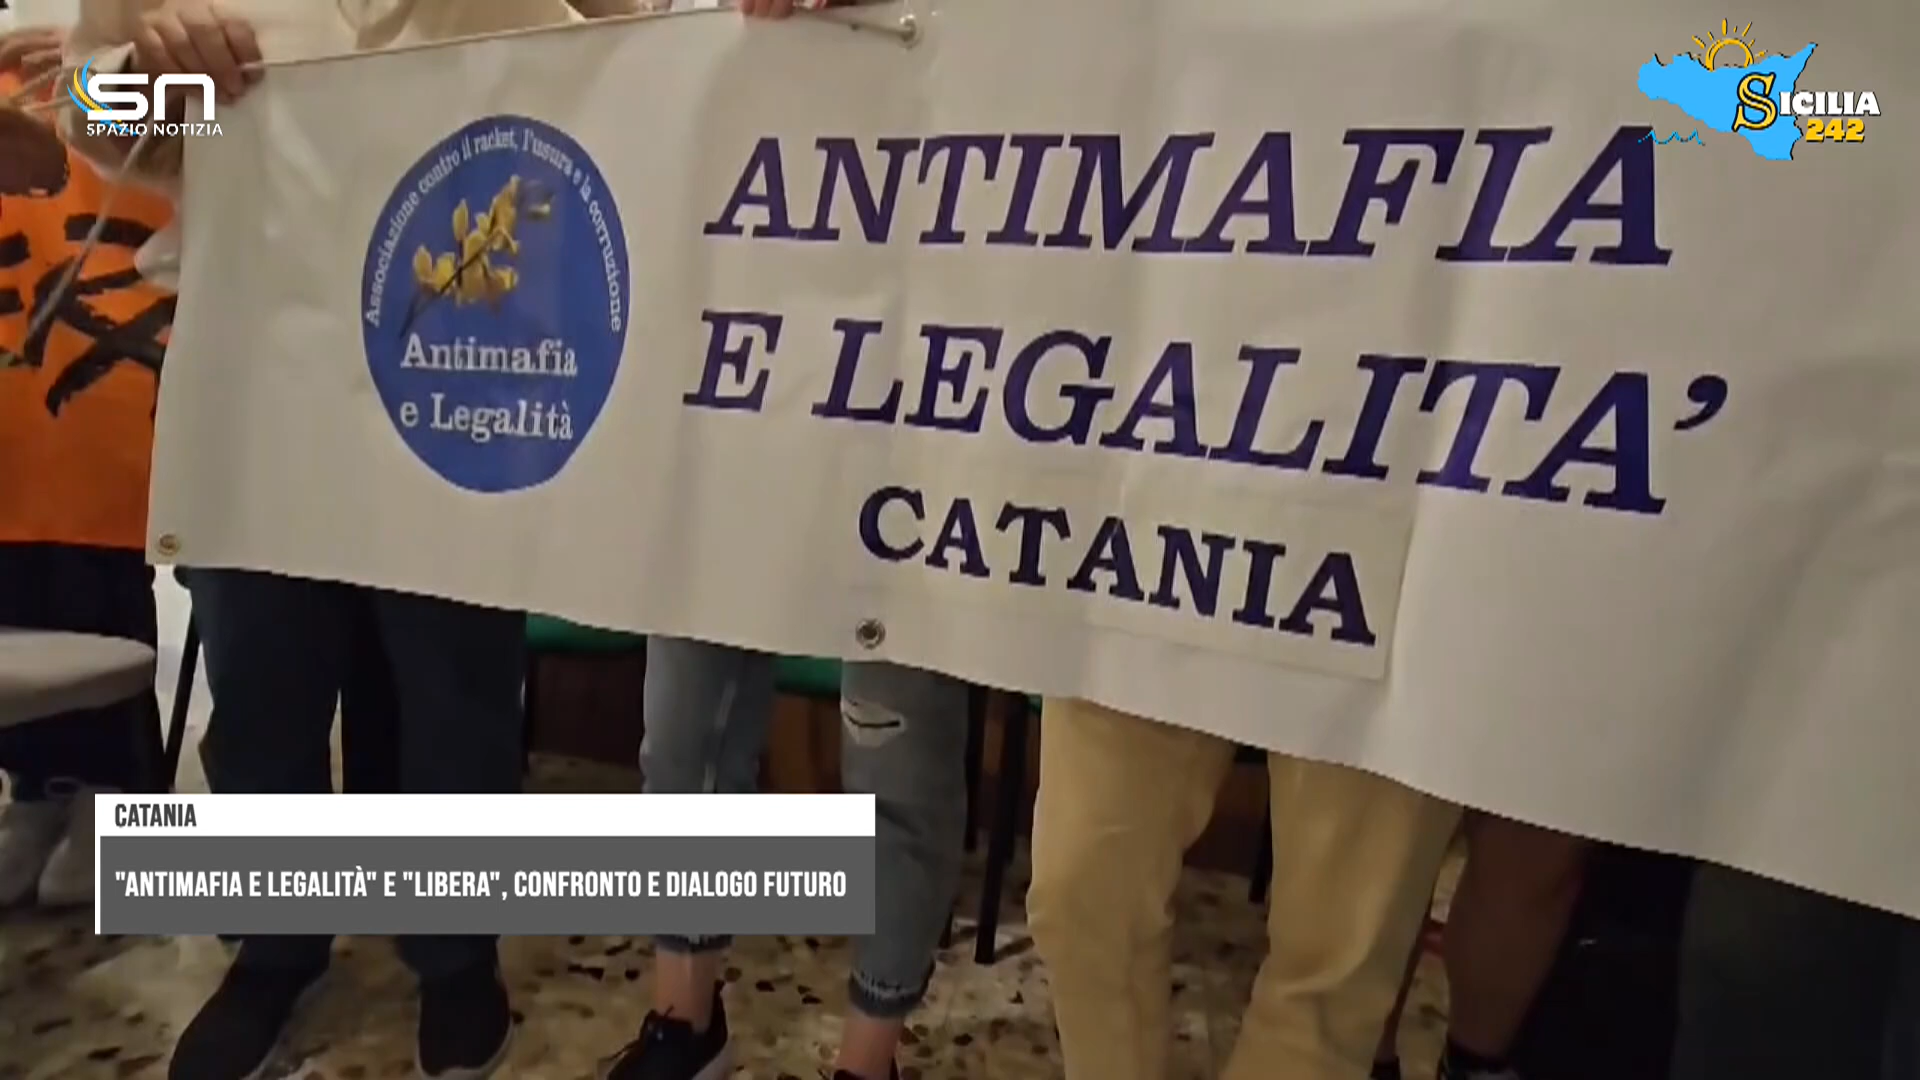 SN
SPAZIO NOTIZIA
SICILIA
242
Associazione contro il racket, l'usura e la corruzione
Antimafia
e Legalità
ANTIMAFIA
E LEGALITA'
CATANIA
CATANIA
"ANTIMAFIA E LEGALITÀ" E "LIBERA", CONFRONTO E DIALOGO FUTURO